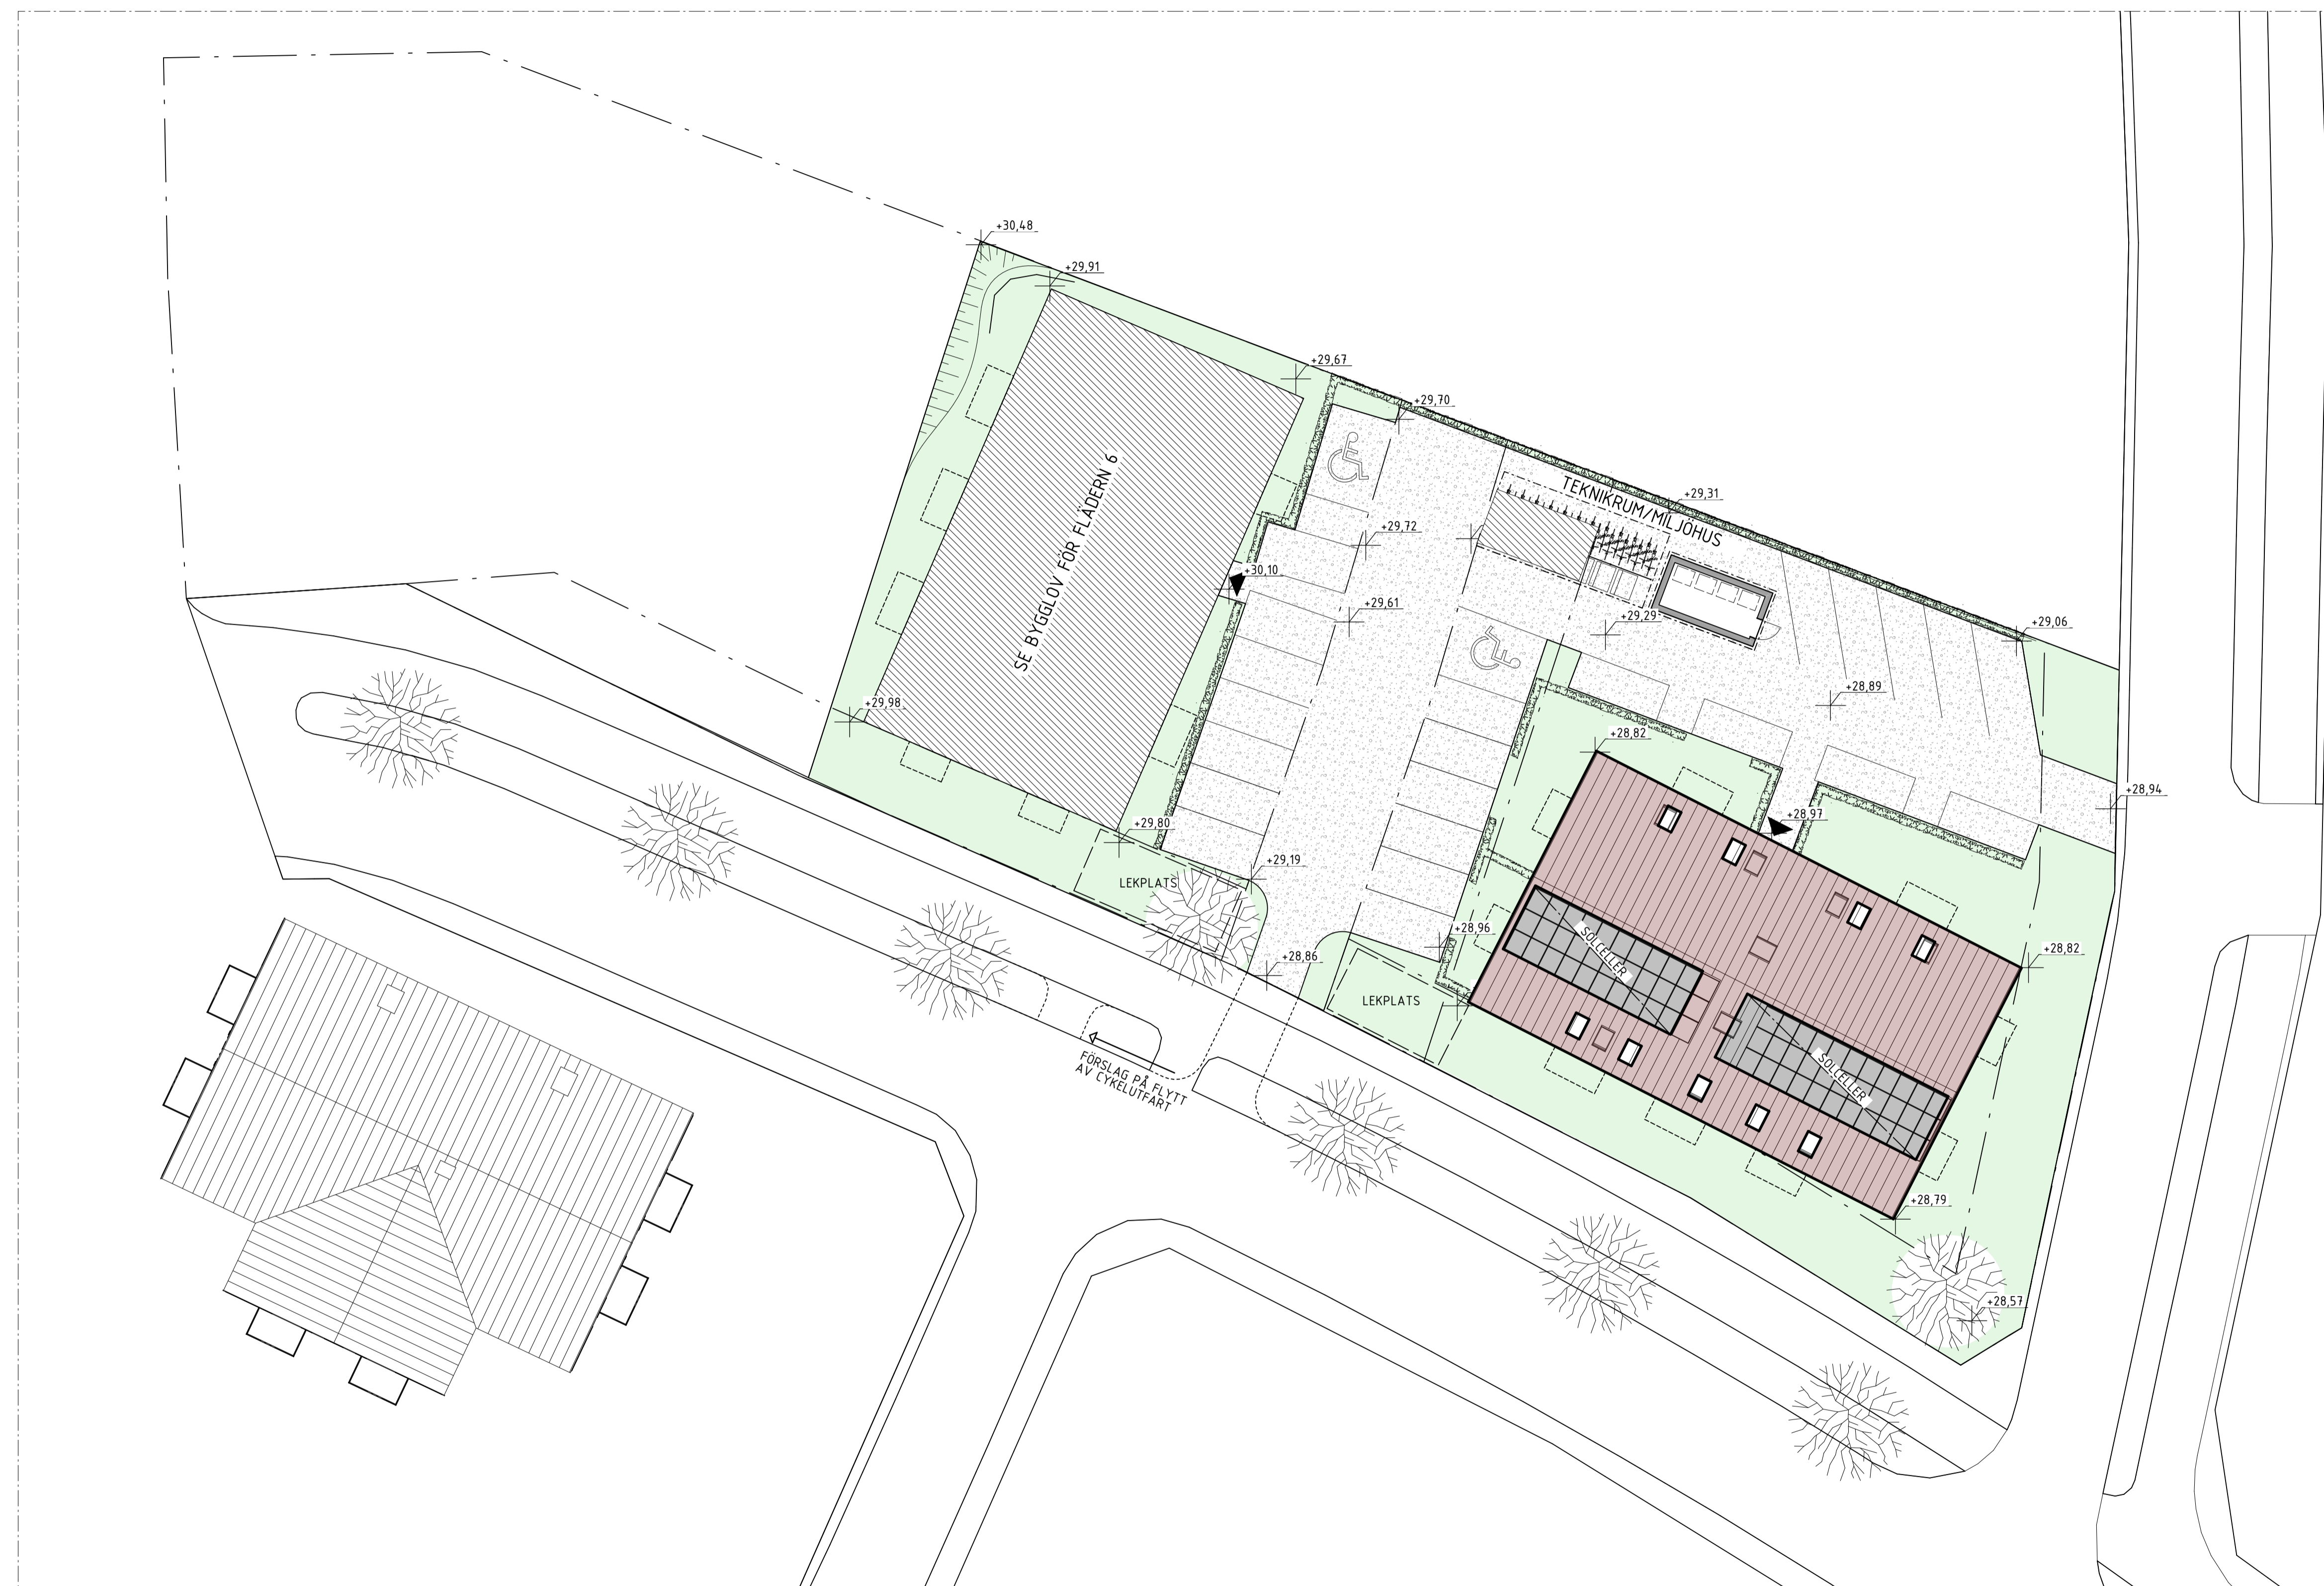 +30,48
+29,91
+29,67
+29,70
TEKNIKRUM/MILJÖHUS
+29,31
+29,72
SE BYGGLOV FÖR FLÄDERN 6
+30,10
+29,61
+29,29
+29,06
+28,89
+29,98
+28,82
+28,94
+28,97
+29,80
+29,19
LEKPLATS
+28,96
+28,86
+28,82
SOLCELLER
LEKPLATS
FÖRSLAG PÅ FLYTT
AV CYKELUTFART
SOLCELLER
+28,79
+28,57